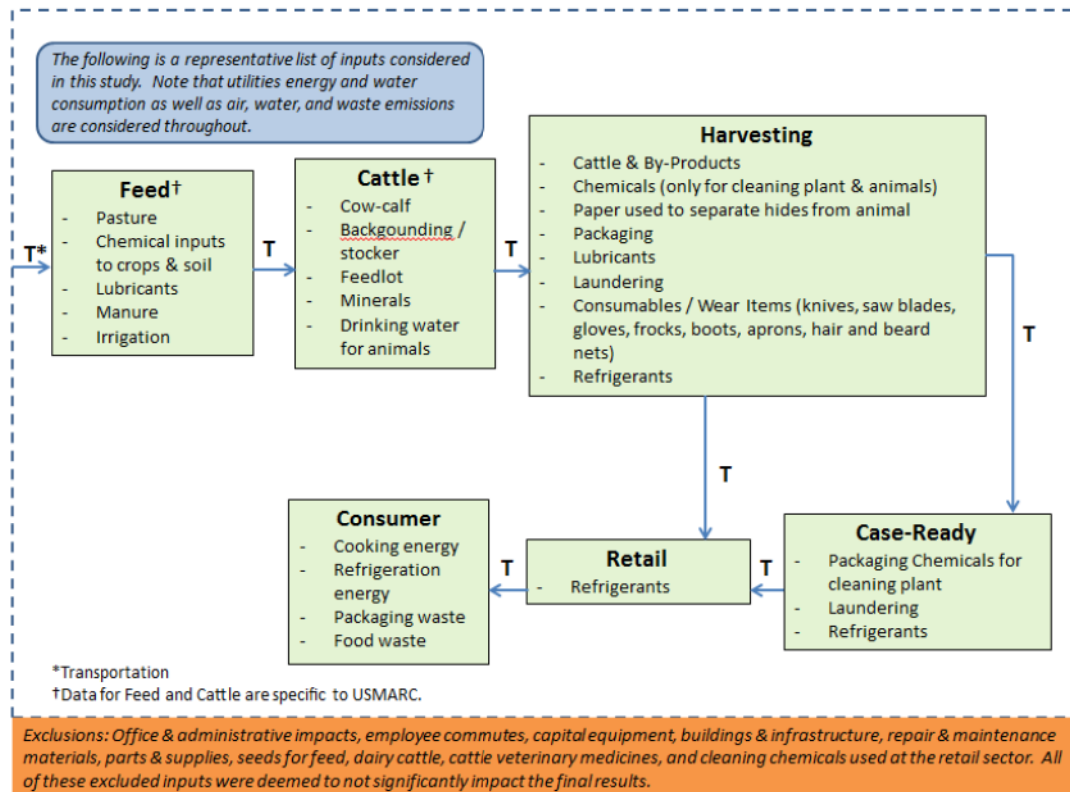 The following is a representative list of inputs considered
in this study. Note that utilities energy and water
consumption as well as air, water, and waste emissions
are considered throughout.
T*
Feed†
- Pasture
- Chemical inputs
to crops & soil
- Lubricants
- Manure
- Irrigation
T
Cattle†
- Cow-calf
- Backgounding /
stocker
- Feedlot
- Minerals
- Drinking water
for animals
T
Harvesting
- Cattle & By-Products
- Chemicals (only for cleaning plant & animals)
- Paper used to separate hides from animal
- Packaging
- Lubricants
- Laundering
- Consumables / Wear Items (knives, saw blades,
gloves, frocks, boots, aprons, hair and beard
nets)
- Refrigerants
T
T
Case-Ready
- Packaging Chemicals for
cleaning plant
- Laundering
- Refrigerants
T
Retail
- Refrigerants
T
Consumer
- Cooking energy
- Refrigeration
energy
- Packaging waste
- Food waste
*Transportation
†Data for Feed and Cattle are specific to USMARC.
Exclusions: Office & administrative impacts, employee commutes, capital equipment, buildings & infrastructure, repair & maintenance
materials, parts & supplies, seeds for feed, dairy cattle, cattle veterinary medicines, and cleaning chemicals used at the retail sector. All
of these excluded inputs were deemed to not significantly impact the final results.